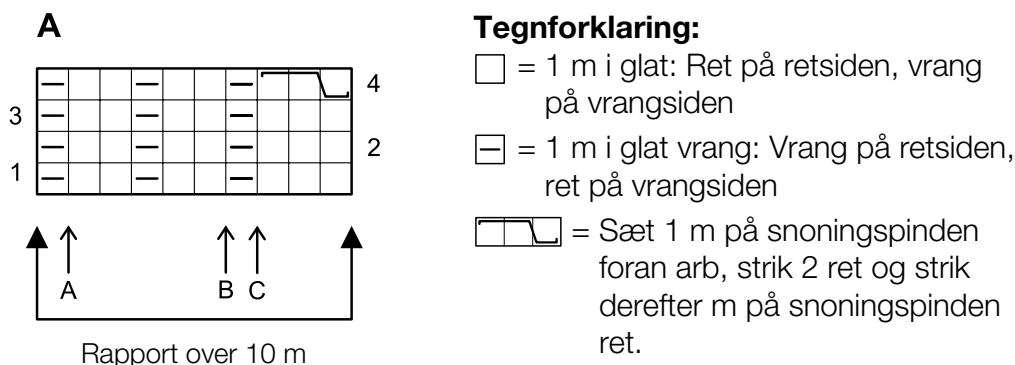 A
4
3
2
1
A B C
Rapport over 10 m
Tegnforklaring:
= 1 m i glat: Ret på retsiden, vrang
på vrangsiden
= 1 m i glat vrang: Vrang på retsiden,
ret på vrangsiden
= Sæt 1 m på snoningspinden
foran arb, strik 2 ret og strik
derefter m på snoningspinden
ret.